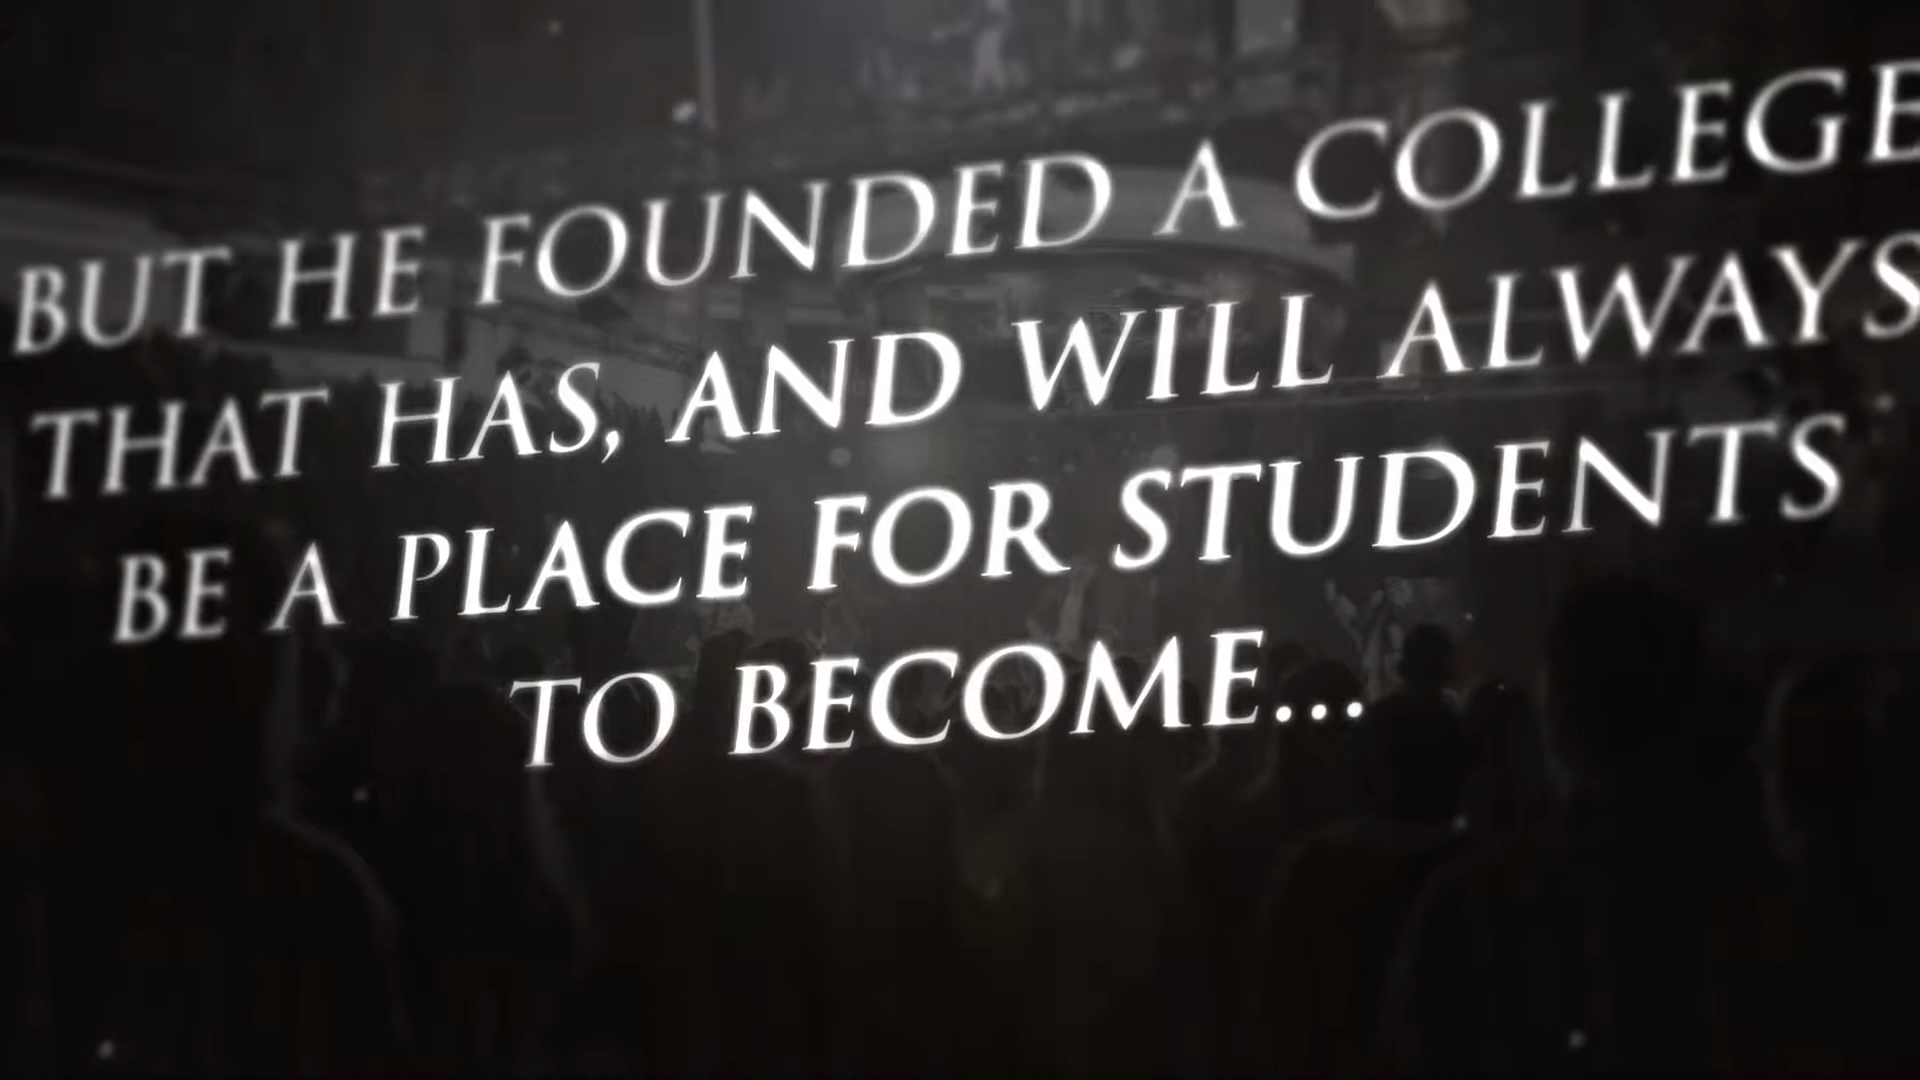 BUT HE FOUNDED A COLLEGE
THAT HAS, AND WILL ALWAYS
BE A PLACE FOR STUDENTS
TO BECOME...